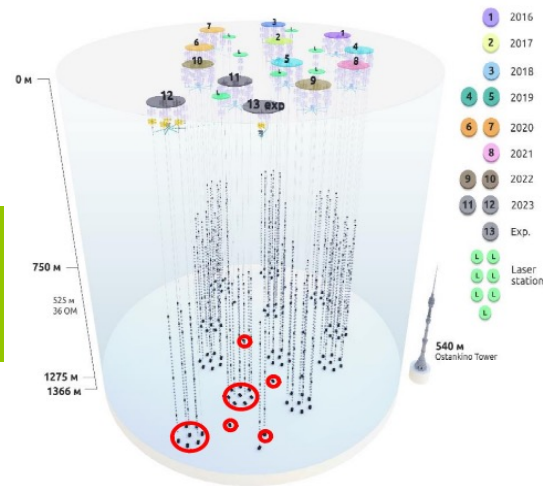 7
3
1
6
2
4
10
5
8
11
9
12
13 exp
L
L
L
L
L
L
L
0 м
750 м
525 м
36 ОМ
1275 м
1366 м
1 2016
2 2017
3 2018
4 5 2019
6 7 2020
8 2021
9 10 2022
11 12 2023
13 Exp.
L L
L L
L L
L
Laser
station
540 м
Ostankino Tower